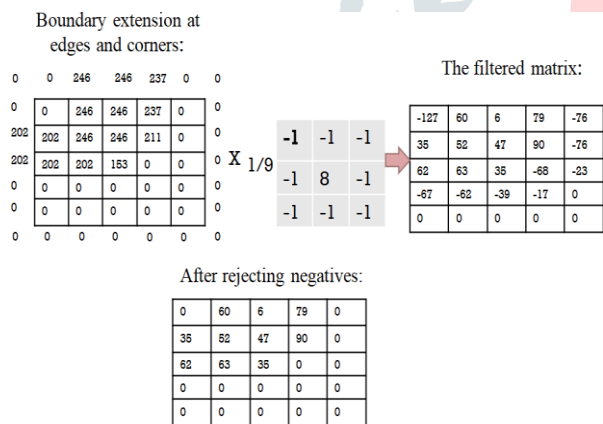 Boundary extension at
edges and corners:
0 0 246 246 237 0 0
0 0 246 246 237 0 0
202 202 246 246 211 0 0
202 202 202 153 0 0 0
0 0 0 0 0 0 0
0 0 0 0 0 0 0
0 0 0 0 0 0 0
X 1/9
-1 -1 -1
-1 8 -1
-1 -1 -1
The filtered matrix:
-127 60 6 79 -76
35 52 47 90 -76
62 63 35 -68 -23
-67 -62 -39 -17 0
0 0 0 0 0
After rejecting negatives:
0 60 6 79 0
35 52 47 90 0
62 63 35 0 0
0 0 0 0 0
0 0 0 0 0